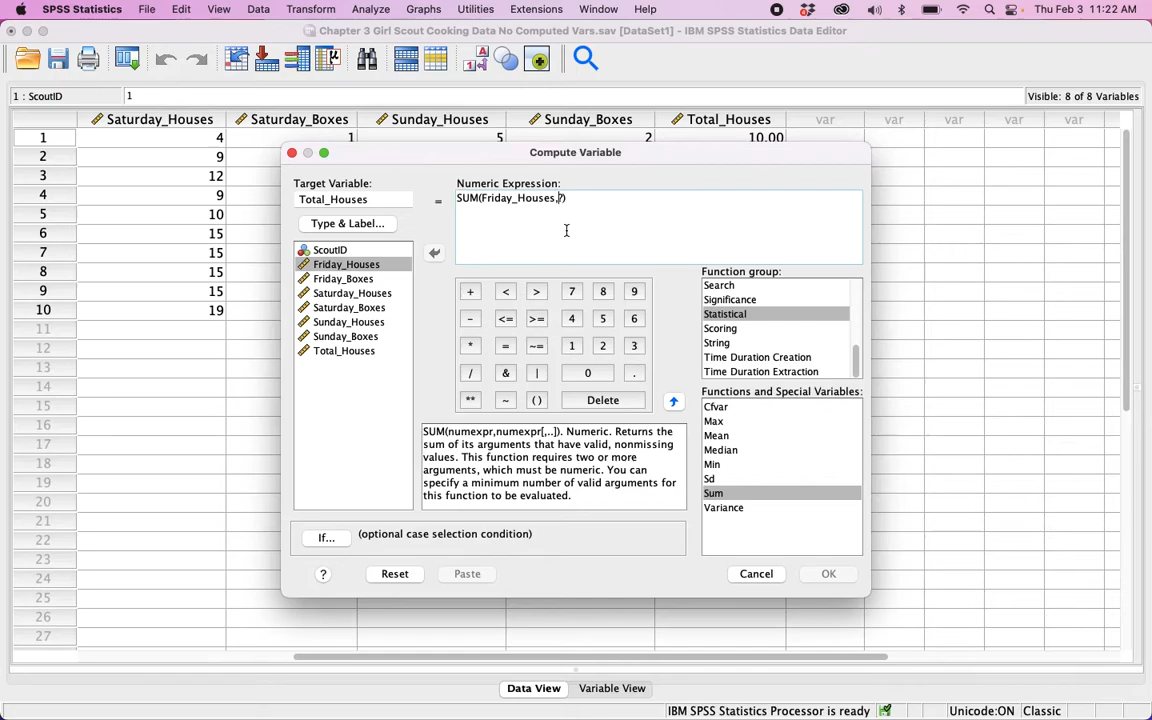 SPSS Statistics File Edit View Data Transform Analyze Graphs Utilities Extensions Window Help Thu Feb 3 11:22 AM
Chapter 3 Girl Scout Cooking Data No Computed Vars.sav [DataSet1] - IBM SPSS Statistics Data Editor
1 : ScoutID 1 Visible: 8 of 8 Variables
Saturday_Houses Saturday_Boxes Sunday_Houses Sunday_Boxes Total_Houses var var var var
1 4 1 5 2 10.00
2 9
3 12
4 9
5 10
6 15
7 15
8 15
9 15
10 19
11
12
13
14
15
16
17
18
19
20
21
22
23
24
25
26
27
Compute Variable
Target Variable:
Total_Houses
=
Type & Label...
ScoutID
Friday_Houses
Friday_Boxes
Saturday_Houses
Saturday_Boxes
Sunday_Houses
Sunday_Boxes
Total_Houses
Numeric Expression:
SUM(Friday_Houses,?)
+ < > 7 8 9
- <= >= 4 5 6
* = ~= 1 2 3
/ & | 0 .
** ~ () Delete
Function group:
Search
Significance
Statistical
Scoring
String
Time Duration Creation
Time Duration Extraction
Functions and Special Variables:
Cfvar
Max
Mean
Median
Min
Sd
Sum
Variance
SUM(numexpr,numexpr[,..]). Numeric. Returns the
sum of its arguments that have valid, nonmissing
values. This function requires two or more
arguments, which must be numeric. You can
specify a minimum number of valid arguments for
this function to be evaluated.
If... (optional case selection condition)
? Reset Paste Cancel OK
Data View Variable View
IBM SPSS Statistics Processor is ready Unicode:ON Classic